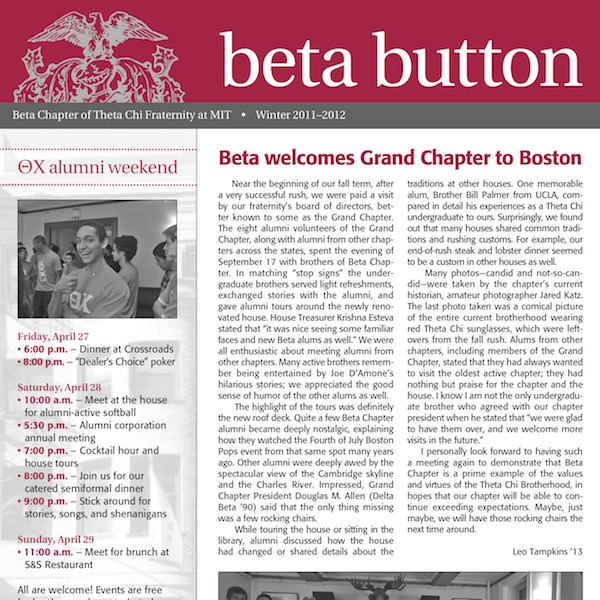 beta button
Beta Chapter of Theta Chi Fraternity at MIT • Winter 2011–2012
ΘX alumni weekend
Friday, April 27
• 6:00 p.m. – Dinner at Crossroads
• 8:00 p.m. – “Dealer’s Choice” poker
Saturday, April 28
• 10:00 a.m. – Meet at the house
for alumni-active softball
• 5:30 p.m. – Alumni corporation
annual meeting
• 7:00 p.m. – Cocktail hour and
house tours
• 8:00 p.m. – Join us for our
catered semiformal dinner
• 9:00 p.m. – Stick around for
stories, songs, and shenanigans
Sunday, April 29
• 11:00 a.m. – Meet for brunch at
S&S Restaurant
All are welcome! Events are free
Beta welcomes Grand Chapter to Boston
Near the beginning of our fall term, after
a very successful rush, we were paid a visit
by our fraternity’s board of directors, bet-
ter known to some as the Grand Chapter.
The eight alumni volunteers of the Grand
Chapter, along with alumni from other chap-
ters across the states, spent the evening of
September 17 with brothers of Beta Chap-
ter. In matching “stop signs” the under-
graduate brothers served light refreshments,
exchanged stories with the alumni, and
gave alumni tours around the newly reno-
vated house. House Treasurer Krishna Esteva
stated that “it was nice seeing some familiar
faces and new Beta alums as well.” We were
all enthusiastic about meeting alumni from
other chapters. Many active brothers remem-
ber being entertained by Joe D’Amone’s
hilarious stories; we appreciated the good
sense of humor of the other alums as well.
The highlight of the tours was definitely
the new roof deck. Quite a few Beta Chapter
alumni became deeply nostalgic, explaining
how they watched the Fourth of July Boston
Pops event from that same spot many years
ago. Other alumni were deeply awed by the
spectacular view of the Cambridge skyline
and the Charles River. Impressed, Grand
Chapter President Douglas M. Allen (Delta
Beta ’90) said that the only thing missing
was a few rocking chairs.
While touring the house or sitting in the
library, alumni discussed how the house
had changed or shared details about the
traditions at other houses. One memorable
alum, Brother Bill Palmer from UCLA, com-
pared in detail his experiences as a Theta Chi
undergraduate to ours. Surprisingly, we found
out that many houses shared common tradi-
tions and rushing customs. For example, our
end-of-rush steak and lobster dinner seemed
to be a custom in other houses as well.
Many photos—candid and not-so-can-
did—were taken by the chapter’s current
historian, amateur photographer Jared Katz.
The last photo taken was a comical picture
of the entire current brotherhood wearing
red Theta Chi sunglasses, which were left-
overs from the fall rush. Alums from other
chapters, including members of the Grand
Chapter, stated that they had always wanted
to visit the oldest active chapter; they had
nothing but praise for the chapter and the
house. I know I am not the only undergradu-
ate brother who agreed with our chapter
president when he stated that “we were glad
to have them over, and we welcome more
visits in the future.”
I personally look forward to having such
a meeting again to demonstrate that Beta
Chapter is a prime example of the values
and virtues of the Theta Chi Brotherhood, in
hopes that our chapter will be able to con-
tinue exceeding expectations. Maybe, just
maybe, we will have those rocking chairs the
next time around.
Leo Tampkins ’13